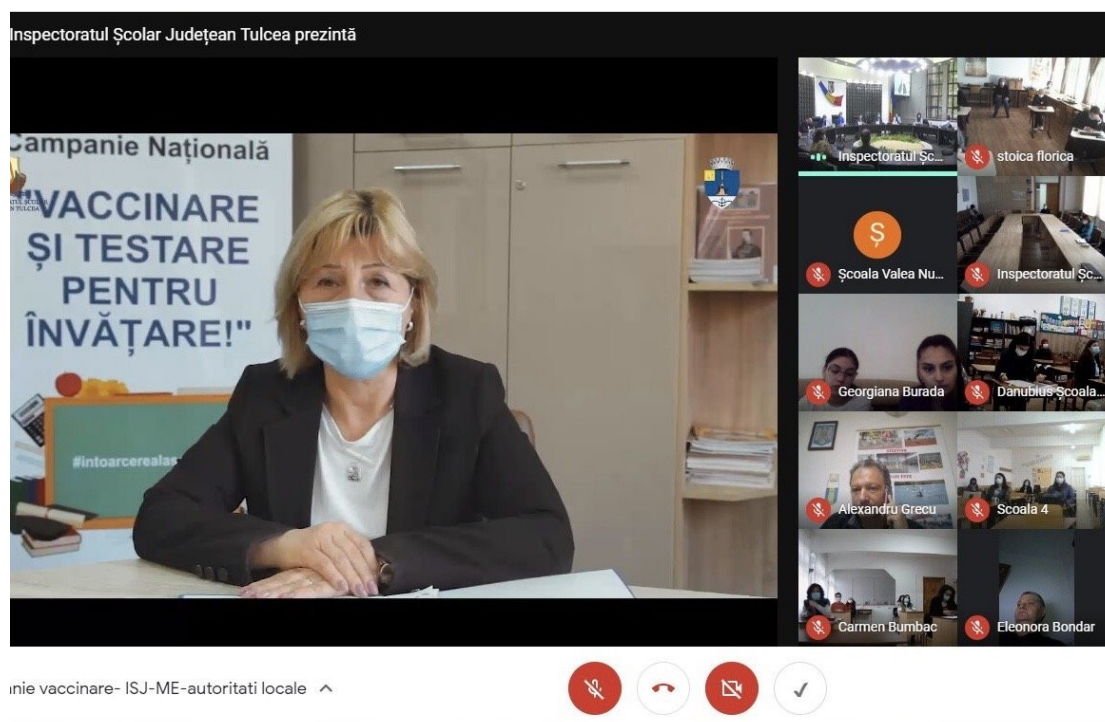 Inspectoratul Școlar Județean Tulcea prezintă
Campanie Națională
"VACCINARE
ȘI TESTARE
PENTRU
ÎNVĂȚARE!"
#intoarcerealas
Inspectoratul Șc...
stoica florica
Ș
Școala Valea Nu...
Inspectoratul Șc...
Georgiana Burada
Danubius Școala...
Alexandru Grecu
Scoala 4
Carmen Bumbac
Eleonora Bondar
nie vaccinare- ISJ-ME-autoritati locale